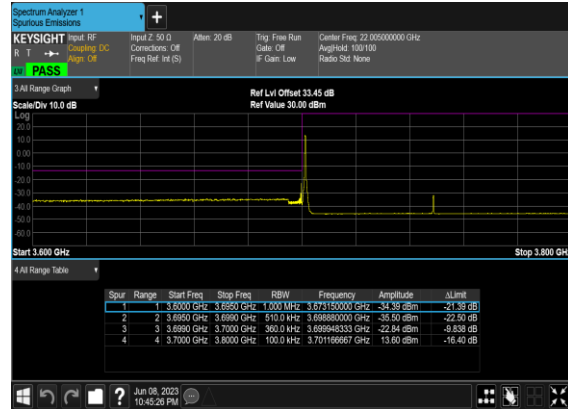 Spectrum Analyzer 1
Spurious Emissions
KEYSIGHT Input: RF Input Z: 50 Ω Atten: 20 dB Trig: Free Run Center Freq: 22.005000000 GHz
R T Coupling: DC Corrections: Off Gate: Off Avg|Hold: 100/100
Align: Off Freq Ref: Int (S) IF Gain: Low Radio Std: None
PASS
3 All Range Graph
Ref Lvl Offset 33.45 dB
Scale/Div 10.0 dB Ref Value 30.00 dBm
Log
20.0
10.0
0.00
-10.0
-20.0
-30.0
-40.0
-50.0
-60.0
Start 3.600 GHz Stop 3.800 GHz
4 All Range Table
Spur Range Start Freq Stop Freq RBW Frequency Amplitude ΔLimit
1 1 3.6000 GHz 3.6950 GHz 1.000 MHz 3.673150000 GHz -34.39 dBm -21.39 dB
2 2 3.6950 GHz 3.6990 GHz 510.0 kHz 3.698880000 GHz -35.50 dBm -22.50 dB
3 3 3.6990 GHz 3.7000 GHz 360.0 kHz 3.699948333 GHz -22.84 dBm -9.838 dB
4 4 3.7000 GHz 3.8000 GHz 100.0 kHz 3.701166667 GHz 13.60 dBm -16.40 dB
? Jun 08, 2023
10:45:26 PM